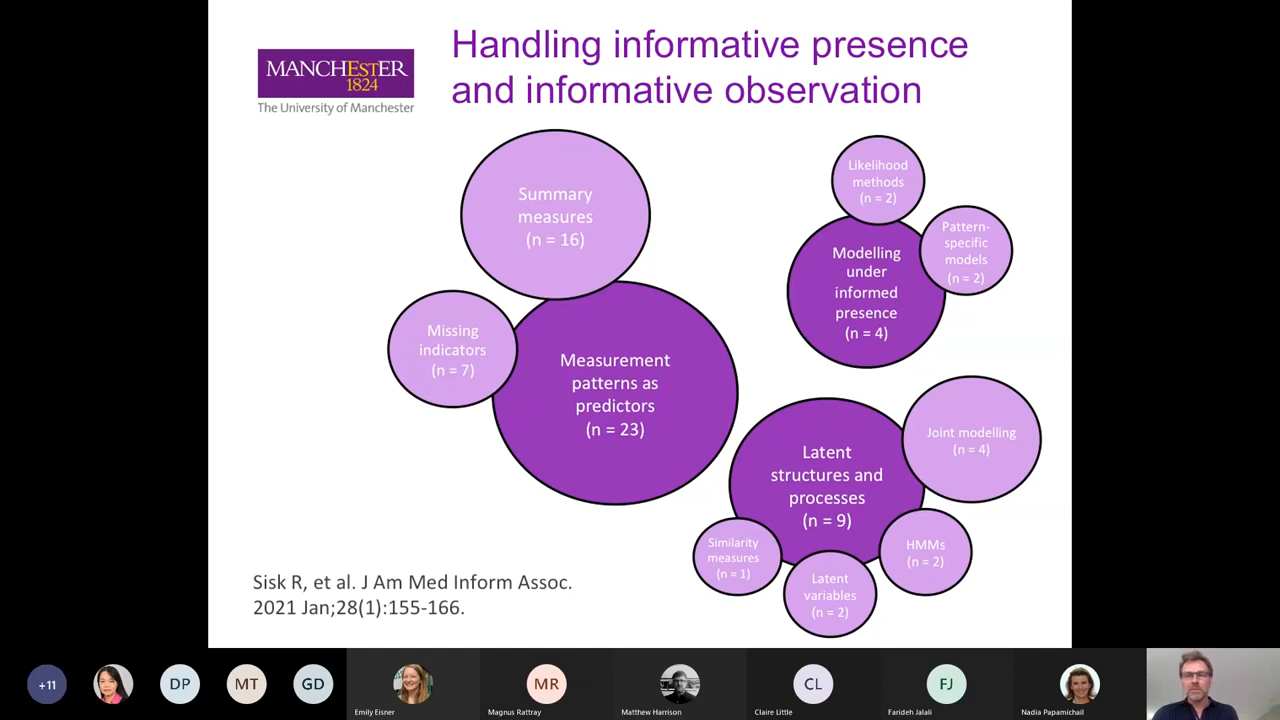 MANCHESTER
1824
The University of Manchester
Handling informative presence
and informative observation
Summary
measures
(n = 16)
Missing
indicators
(n = 7)
Measurement
patterns as
predictors
(n = 23)
Likelihood
methods
(n = 2)
Pattern-
specific
models
(n = 2)
Modelling
under
informed
presence
(n = 4)
Latent
structures and
processes
(n = 9)
Joint modelling
(n = 4)
HMMs
(n = 2)
Latent
variables
(n = 2)
Similarity
measures
(n = 1)
Sisk R, et al. J Am Med Inform Assoc.
2021 Jan;28(1):155-166.
+11
DP
MT
GD
Emily Eisner
MR
Magnus Rattray
Matthew Harrison
CL
Claire Little
FJ
Farideh Jalali
Nadia Papamichail